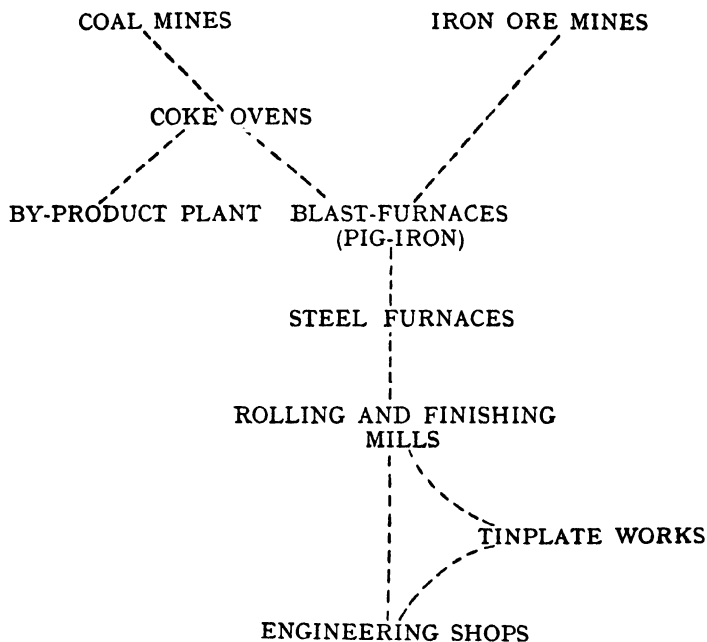 COAL MINES
IRON ORE MINES
COKE OVENS
BY-PRODUCT PLANT
BLAST-FURNACES
(PIG-IRON)
STEEL FURNACES
ROLLING AND FINISHING
MILLS
TINPLATE WORKS
ENGINEERING SHOPS